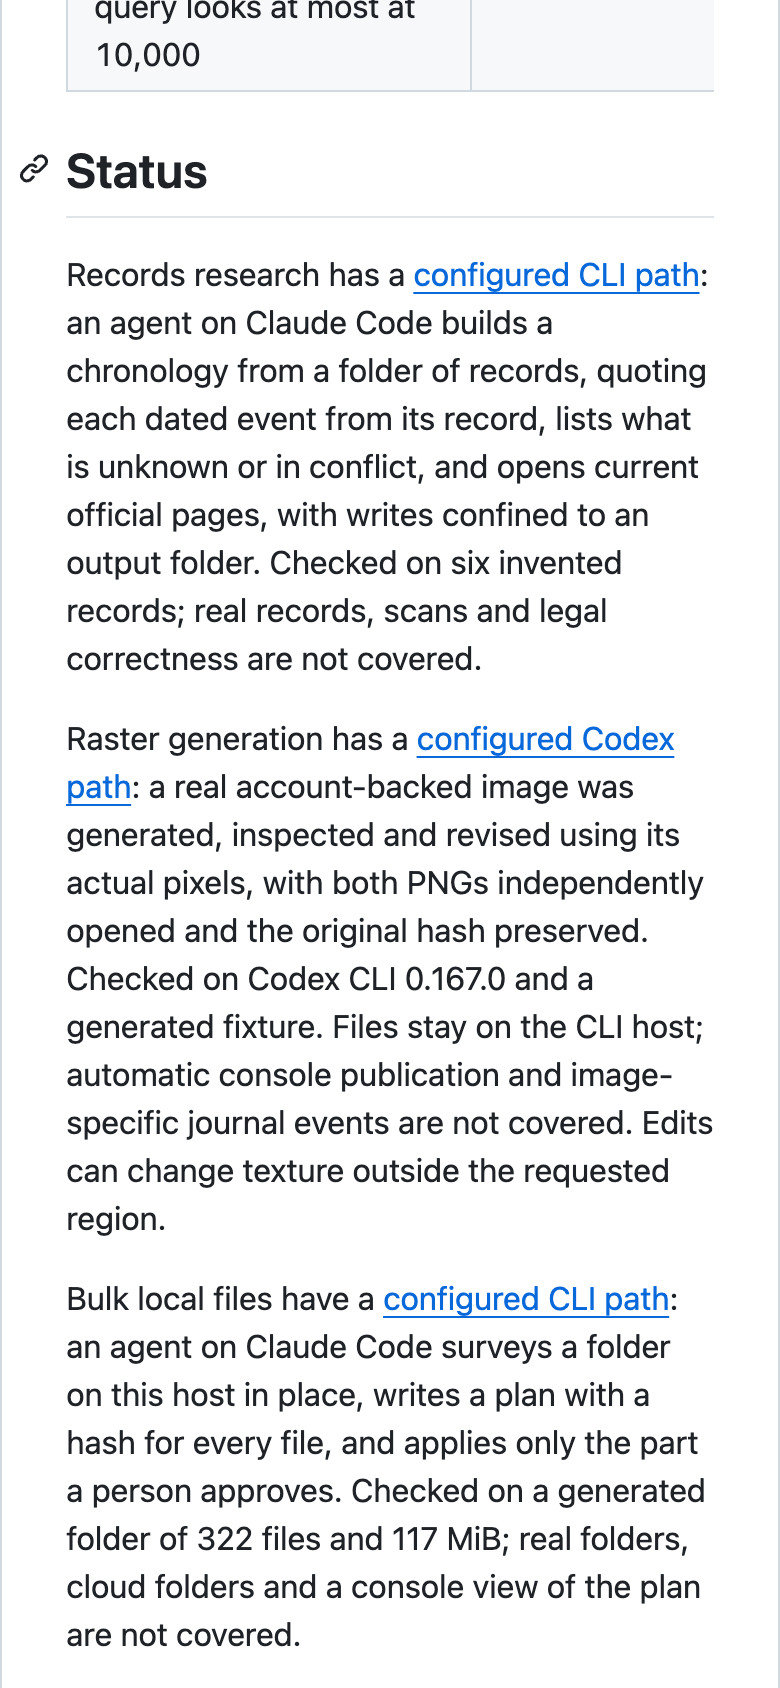 query looks at most at
10,000
Status
Records research has a configured CLI path:
an agent on Claude Code builds a
chronology from a folder of records, quoting
each dated event from its record, lists what
is unknown or in conflict, and opens current
official pages, with writes confined to an
output folder. Checked on six invented
records; real records, scans and legal
correctness are not covered.
Raster generation has a configured Codex
path: a real account-backed image was
generated, inspected and revised using its
actual pixels, with both PNGs independently
opened and the original hash preserved.
Checked on Codex CLI 0.167.0 and a
generated fixture. Files stay on the CLI host;
automatic console publication and image-
specific journal events are not covered. Edits
can change texture outside the requested
region.
Bulk local files have a configured CLI path:
an agent on Claude Code surveys a folder
on this host in place, writes a plan with a
hash for every file, and applies only the part
a person approves. Checked on a generated
folder of 322 files and 117 MiB; real folders,
cloud folders and a console view of the plan
are not covered.